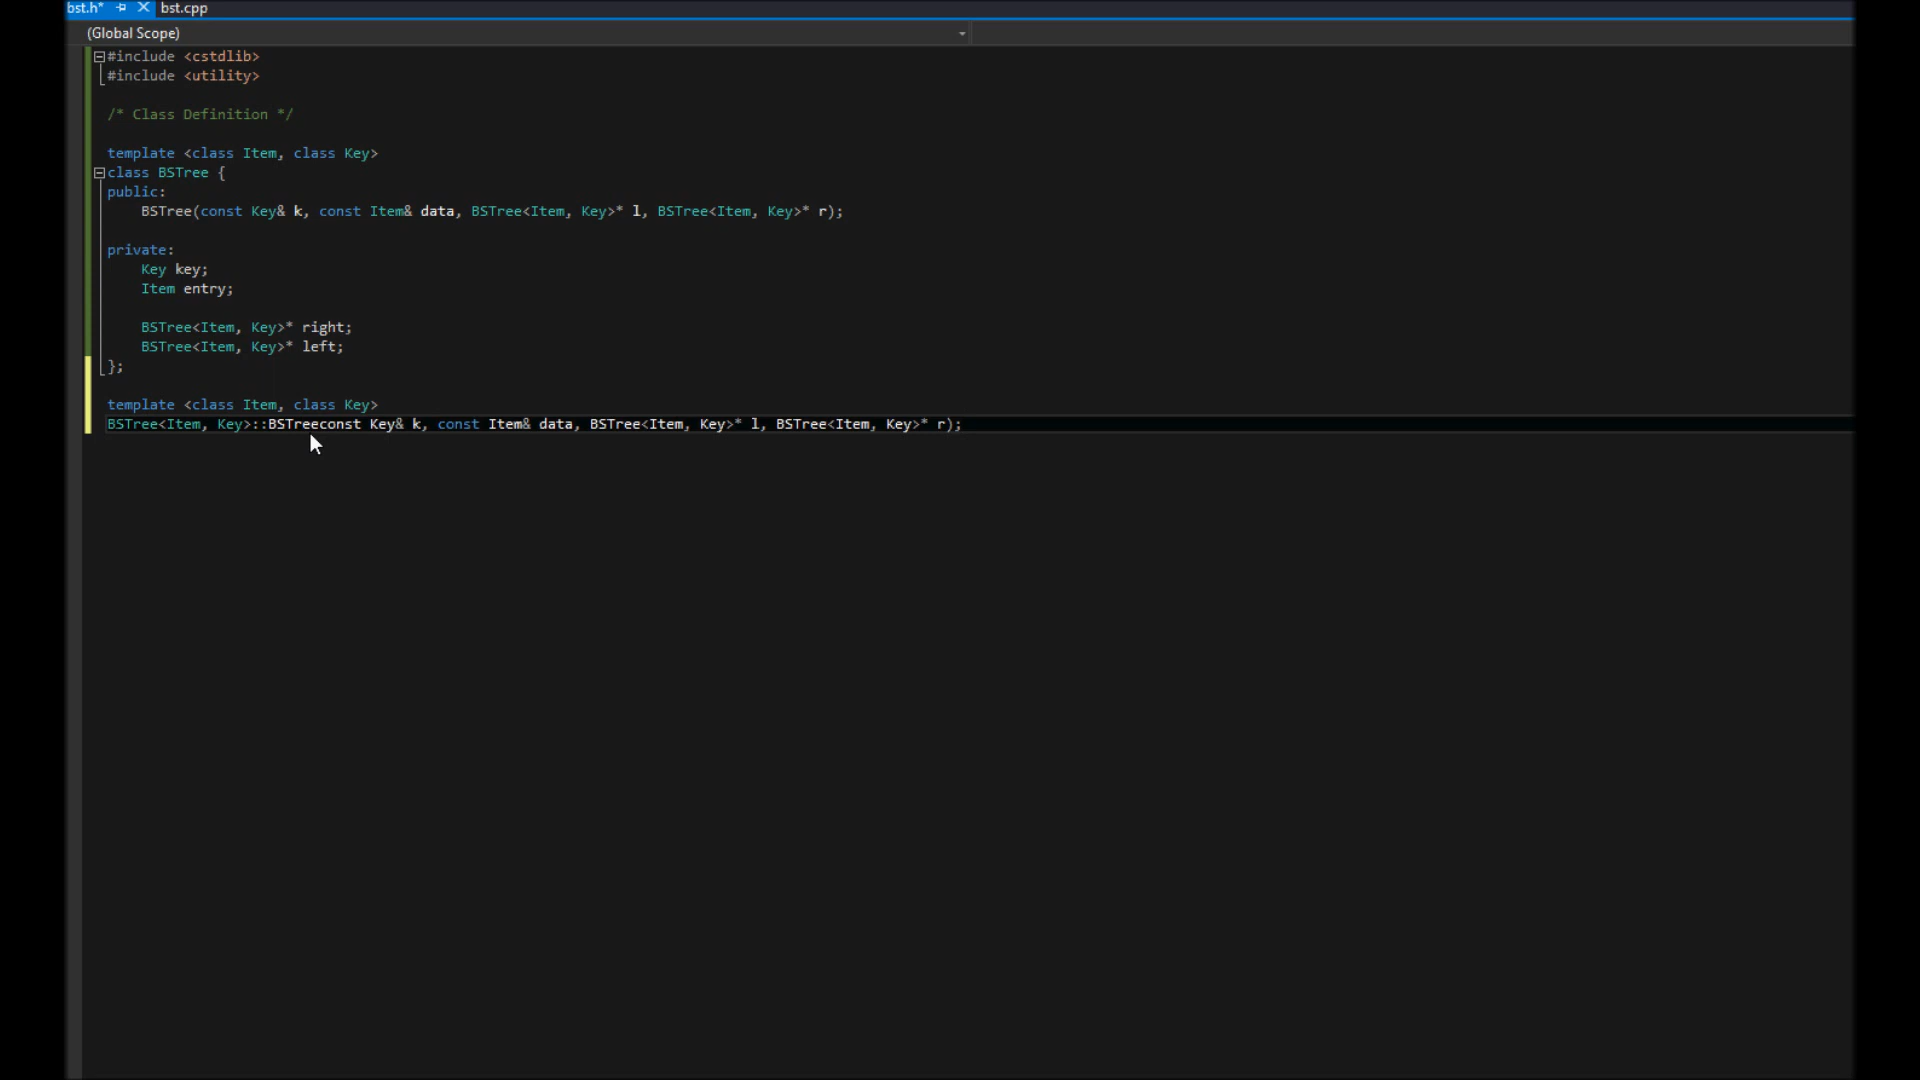 bst.h* bst.cpp
(Global Scope)
#include <cstdlib>
#include <utility>
/* Class Definition */
template <class Item, class Key>
class BSTree {
public:
BSTree(const Key& k, const Item& data, BSTree<Item, Key>* l, BSTree<Item, Key>* r);
private:
Key key;
Item entry;
BSTree<Item, Key>* right;
BSTree<Item, Key>* left;
};
template <class Item, class Key>
BSTree<Item, Key>::BSTreeconst Key& k, const Item& data, BSTree<Item, Key>* l, BSTree<Item, Key>* r);